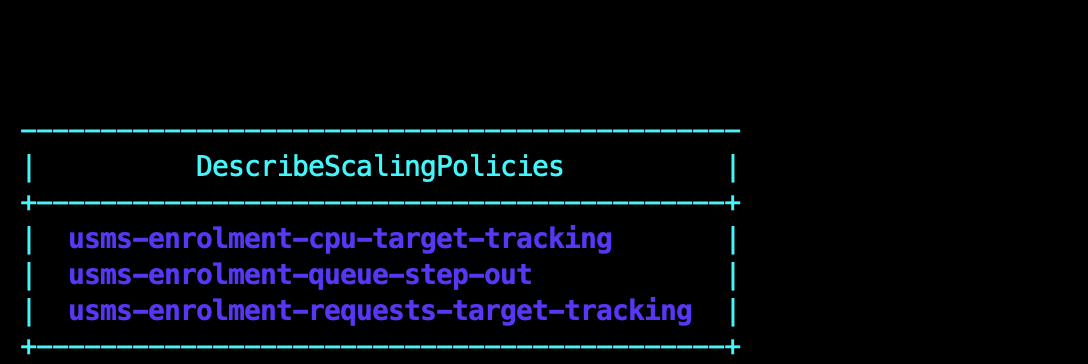 ---------------------------------------------
|          DescribeScalingPolicies          |
+-------------------------------------------+
|  usms-enrolment-cpu-target-tracking       |
|  usms-enrolment-queue-step-out            |
|  usms-enrolment-requests-target-tracking  |
+-------------------------------------------+